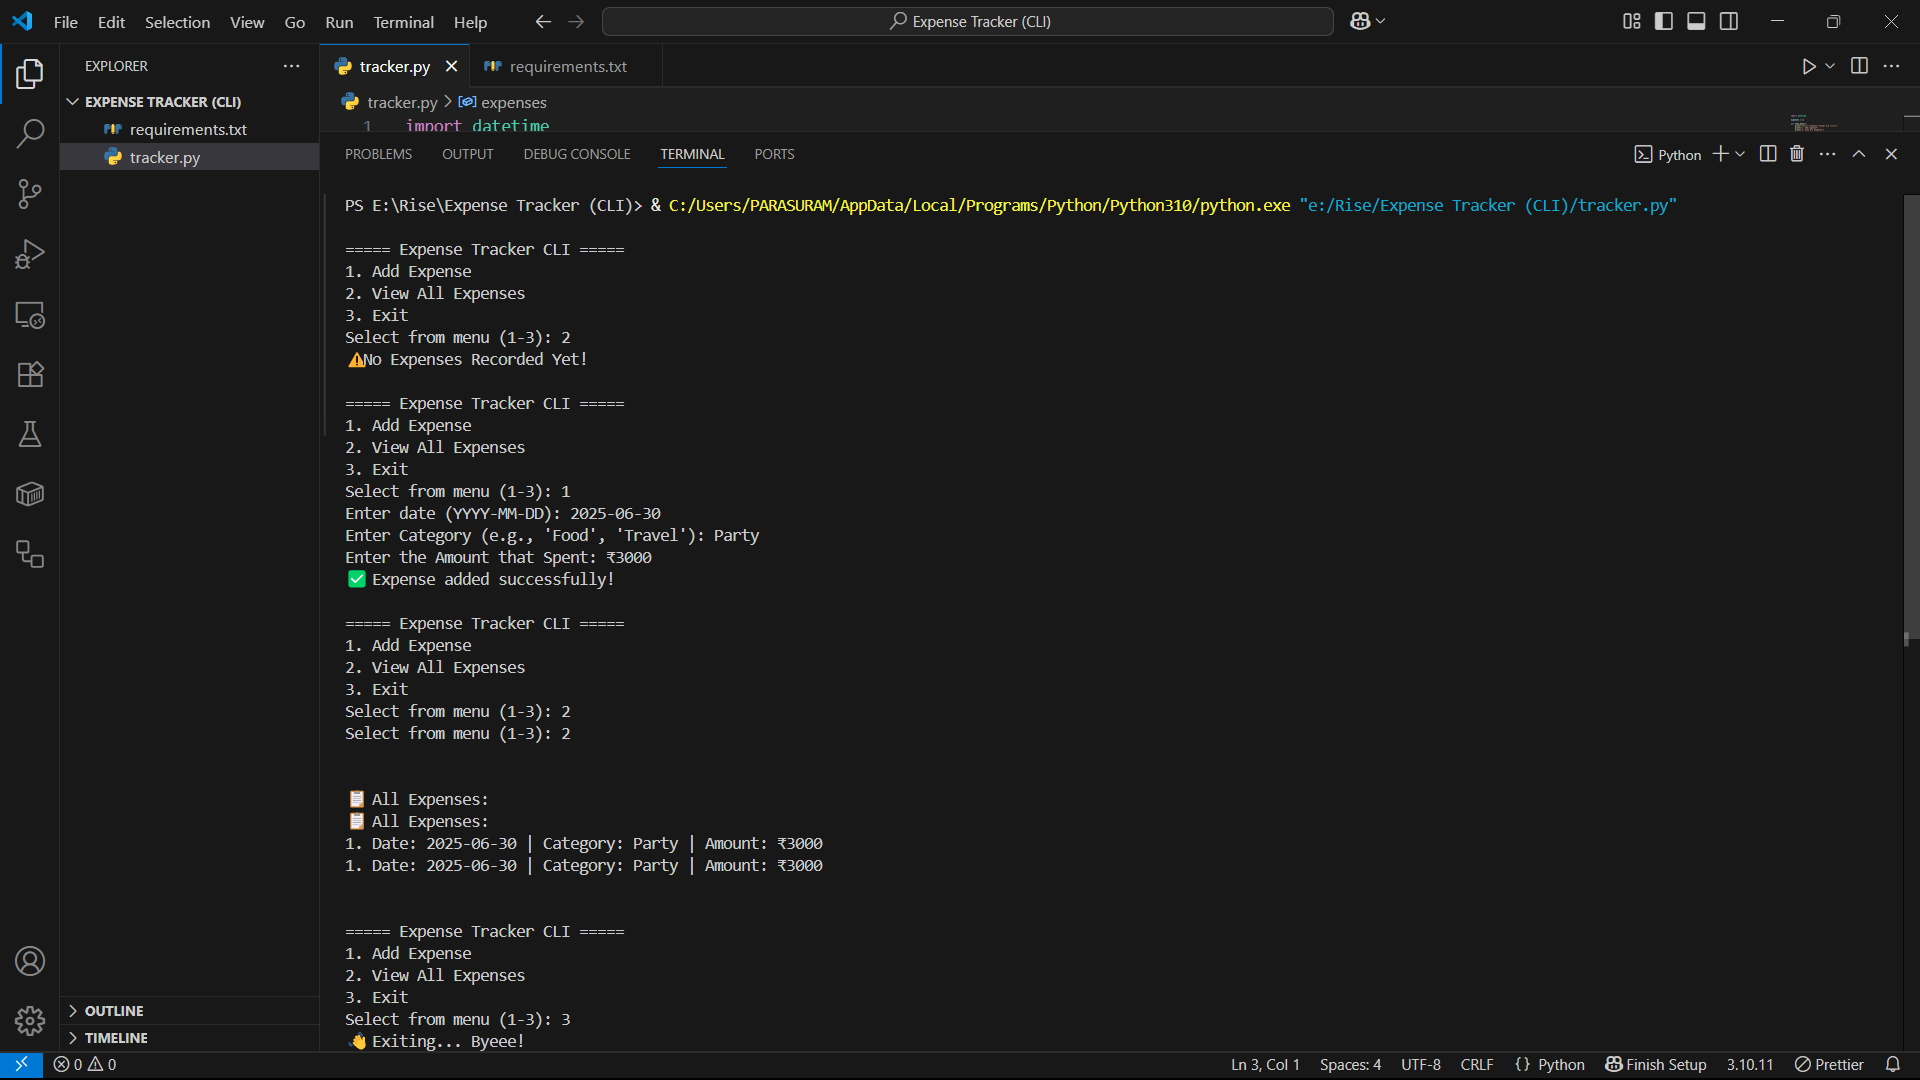 File Edit Selection View Go Run Terminal Help
Expense Tracker (CLI)
EXPLORER
EXPENSE TRACKER (CLI)
requirements.txt
tracker.py
OUTLINE
TIMELINE
tracker.py requirements.txt
tracker.py > expenses
1 import datetime
PROBLEMS OUTPUT DEBUG CONSOLE TERMINAL PORTS
Python
PS E:\Rise\Expense Tracker (CLI)> & C:/Users/PARASURAM/AppData/Local/Programs/Python/Python310/python.exe "e:/Rise/Expense Tracker (CLI)/tracker.py"
===== Expense Tracker CLI =====
1. Add Expense
2. View All Expenses
3. Exit
Select from menu (1-3): 2
⚠️No Expenses Recorded Yet!
===== Expense Tracker CLI =====
1. Add Expense
2. View All Expenses
3. Exit
Select from menu (1-3): 1
Enter date (YYYY-MM-DD): 2025-06-30
Enter Category (e.g., 'Food', 'Travel'): Party
Enter the Amount that Spent: ₹3000
✅ Expense added successfully!
===== Expense Tracker CLI =====
1. Add Expense
2. View All Expenses
3. Exit
Select from menu (1-3): 2
Select from menu (1-3): 2
📋 All Expenses:
📋 All Expenses:
1. Date: 2025-06-30 | Category: Party | Amount: ₹3000
1. Date: 2025-06-30 | Category: Party | Amount: ₹3000
===== Expense Tracker CLI =====
1. Add Expense
2. View All Expenses
3. Exit
Select from menu (1-3): 3
👋 Exiting... Byeee!
0 0
Ln 3, Col 1 Spaces: 4 UTF-8 CRLF {} Python Finish Setup 3.10.11 Prettier